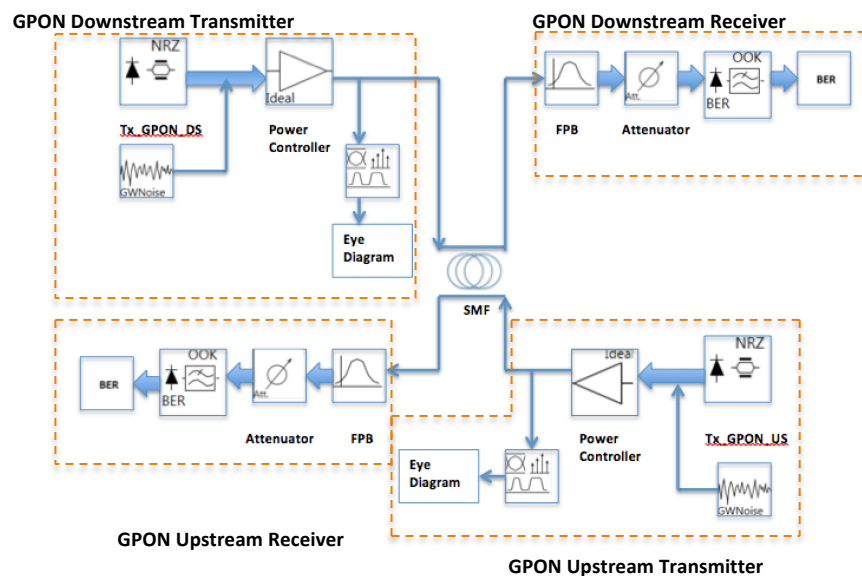 GPON Downstream Transmitter
NRZ
Ideal
Tx_GPON_DS
Power
Controller
GWNoise
Eye
Diagram
GPON Downstream Receiver
OOK
Att.
BER
BER
FPB
Attenuator
SMF
OOK
BER
BER
Att.
Attenuator
FPB
GPON Upstream Receiver
Ideal
NRZ
Power
Controller
Tx_GPON_US
Eye
Diagram
GWNoise
GPON Upstream Transmitter